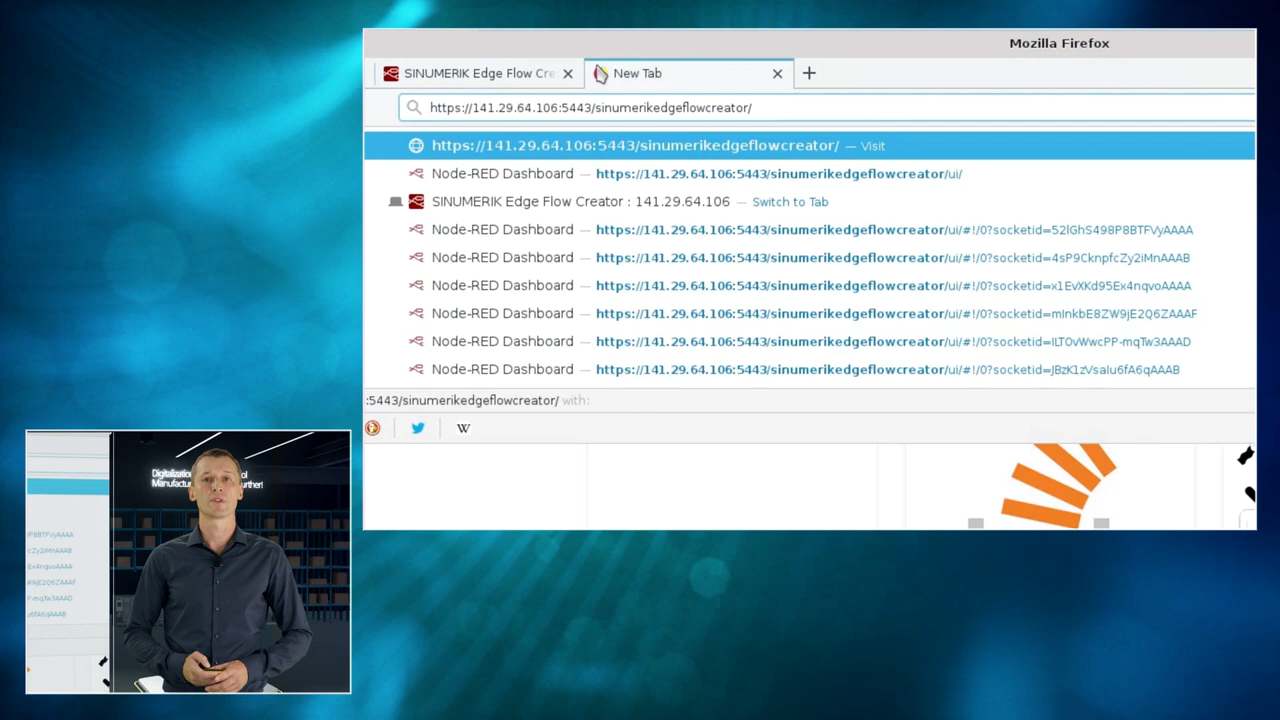 Mozilla Firefox
SINUMERIK Edge Flow Cre
New Tab
https://141.29.64.106:5443/sinumerikedgeflowcreator/
https://141.29.64.106:5443/sinumerikedgeflowcreator/ — Visit
Node-RED Dashboard — https://141.29.64.106:5443/sinumerikedgeflowcreator/ui/
SINUMERIK Edge Flow Creator : 141.29.64.106 — Switch to Tab
Node-RED Dashboard — https://141.29.64.106:5443/sinumerikedgeflowcreator/ui/#!/0?socketid=52lGhS498P8BTFVyAAAA
Node-RED Dashboard — https://141.29.64.106:5443/sinumerikedgeflowcreator/ui/#!/0?socketid=4sP9CknpfcZy2iMnAAAB
Node-RED Dashboard — https://141.29.64.106:5443/sinumerikedgeflowcreator/ui/#!/0?socketid=x1EvXKd95Ex4nqvoAAAA
Node-RED Dashboard — https://141.29.64.106:5443/sinumerikedgeflowcreator/ui/#!/0?socketid=mInkbE8ZW9jE2Q6ZAAAF
Node-RED Dashboard — https://141.29.64.106:5443/sinumerikedgeflowcreator/ui/#!/0?socketid=ILTOvWwcPP-mqTw3AAAD
Node-RED Dashboard — https://141.29.64.106:5443/sinumerikedgeflowcreator/ui/#!/0?socketid=JBzK1zVsalu6fA6qAAAB
:5443/sinumerikedgeflowcreator/ with:
W